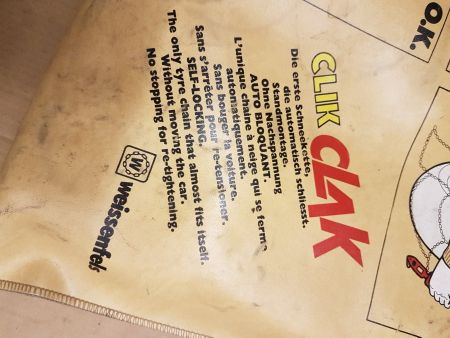 CLIK CLAK
Die erste Schneekette,
die automatisch schliesst.
Standmontage.
Ohne Nachspannung
AUTO BLOQUANT
L'unique chaîne à neige qui se ferme
automatiquement.
Sans bouger la voiture.
Sans s'arrêter pour re-tensioner.
SELF-LOCKING.
The only tyre chain that almost fits itself.
Without moving the car.
No stopping for re-tightening.
W weissenfels
O.K.